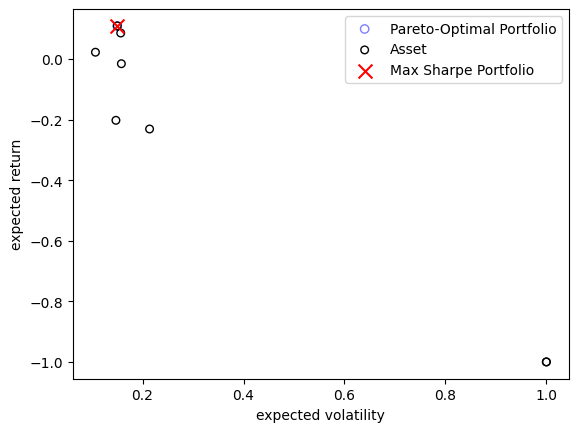 Pareto-Optimal Portfolio
Asset
Max Sharpe Portfolio
0.0
−0.2
−0.4
−0.6
−0.8
−1.0
expected return
0.2
0.4
0.6
0.8
1.0
expected volatility